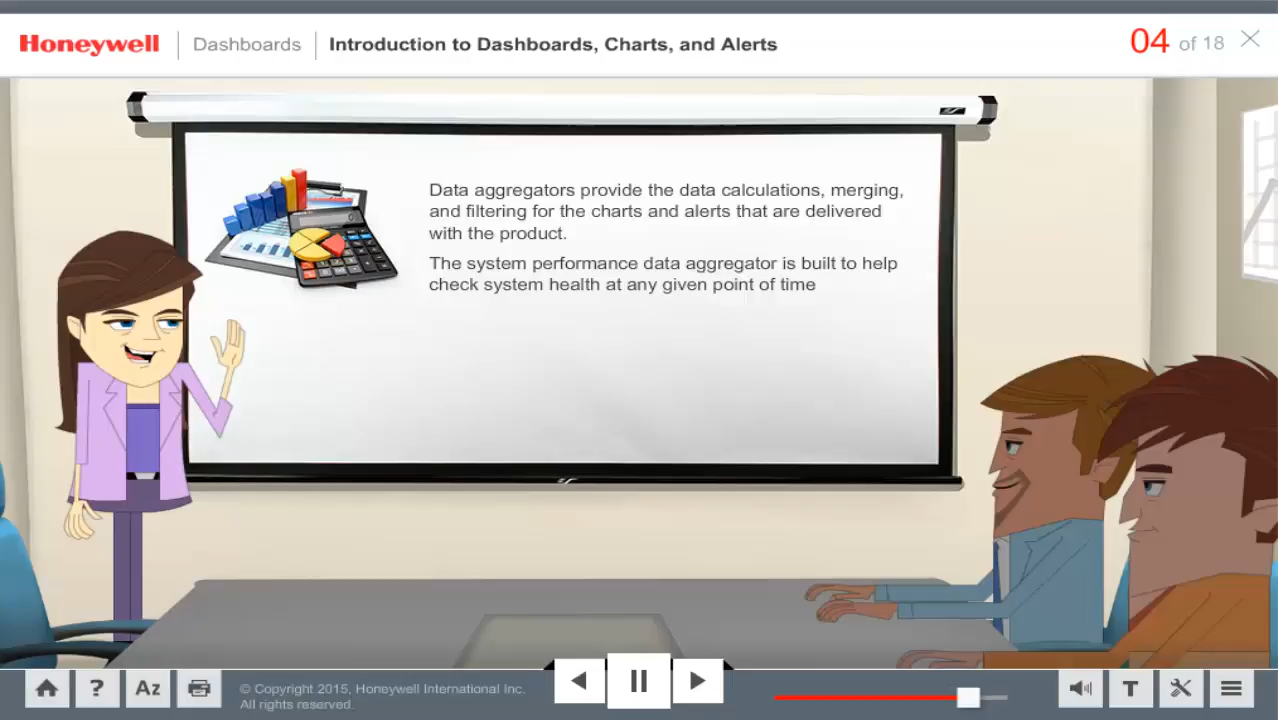 Honeywell
Dashboards
Introduction to Dashboards, Charts, and Alerts
04 of 18
Data aggregators provide the data calculations, merging,
and filtering for the charts and alerts that are delivered
with the product.
The system performance data aggregator is built to help
check system health at any given point of time
?
Az
© Copyright 2015, Honeywell International Inc.
All rights reserved.
T